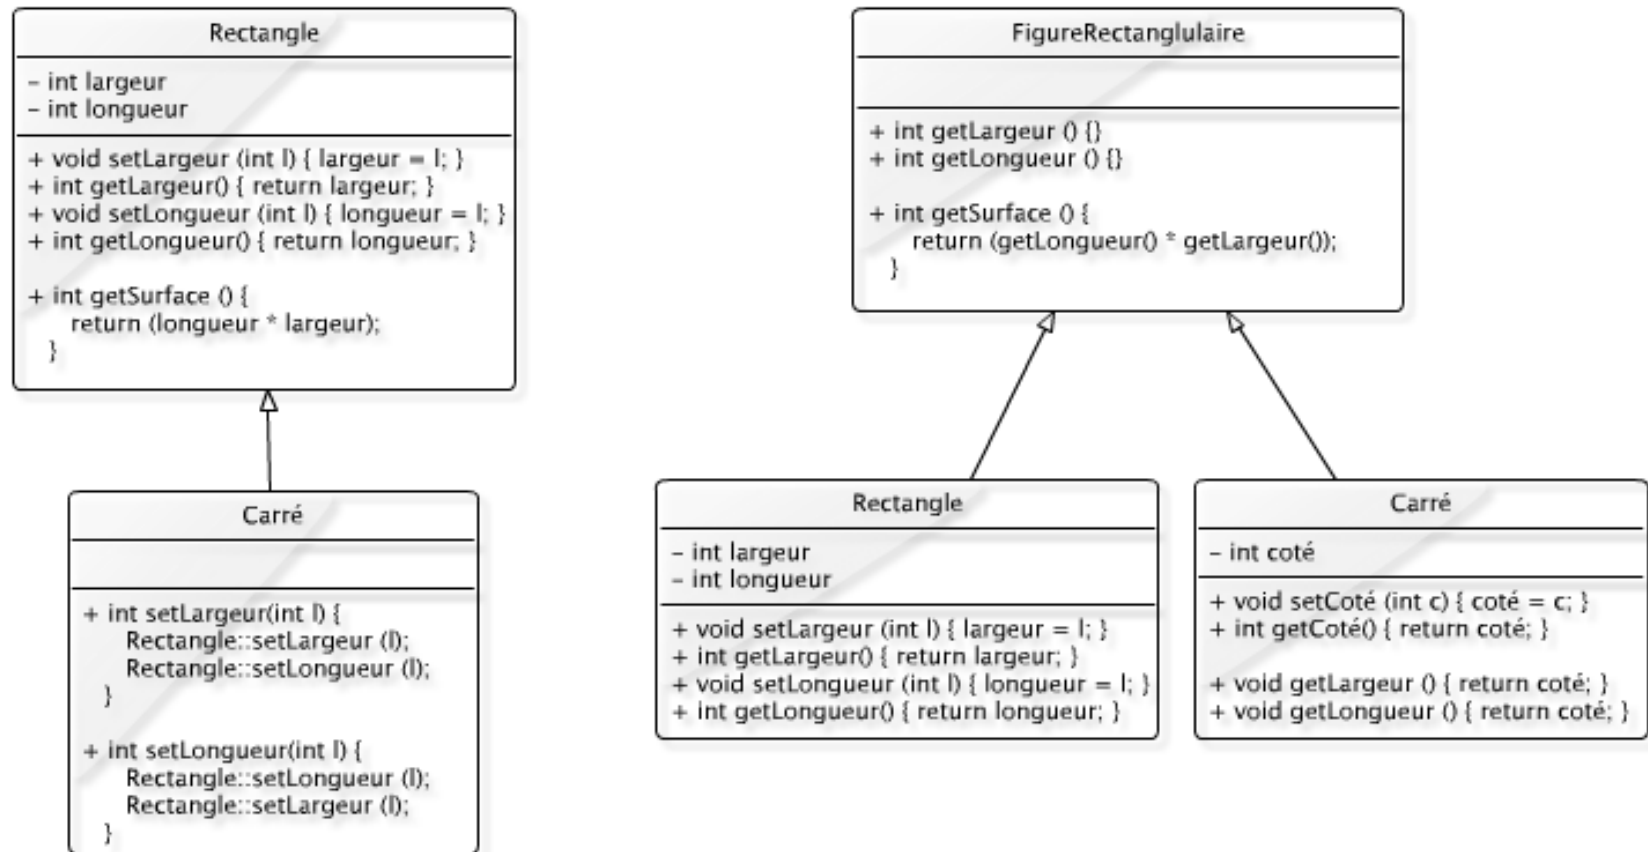 Rectangle
- int largeur
- int longueur
+ void setLargeur (int l) { largeur = l; }
+ int getLargeur() { return largeur; }
+ void setLongueur (int l) { longueur = l; }
+ int getLongueur() { return longueur; }
+ int getSurface () {
return (longueur * largeur);
}
Carré
+ int setLargeur(int l) {
Rectangle::setLargeur (l);
Rectangle::setLongueur (l);
}
+ int setLongueur(int l) {
Rectangle::setLongueur (l);
Rectangle::setLargeur (l);
}
FigureRectanglulaire
+ int getLargeur () {}
+ int getLongueur () {}
+ int getSurface () {
return (getLongueur() * getLargeur());
}
Rectangle
- int largeur
- int longueur
+ void setLargeur (int l) { largeur = l; }
+ int getLargeur() { return largeur; }
+ void setLongueur (int l) { longueur = l; }
+ int getLongueur() { return longueur; }
Carré
- int coté
+ void setCoté (int c) { coté = c; }
+ int getCoté() { return coté; }
+ void getLargeur () { return coté; }
+ void getLongueur () { return coté; }